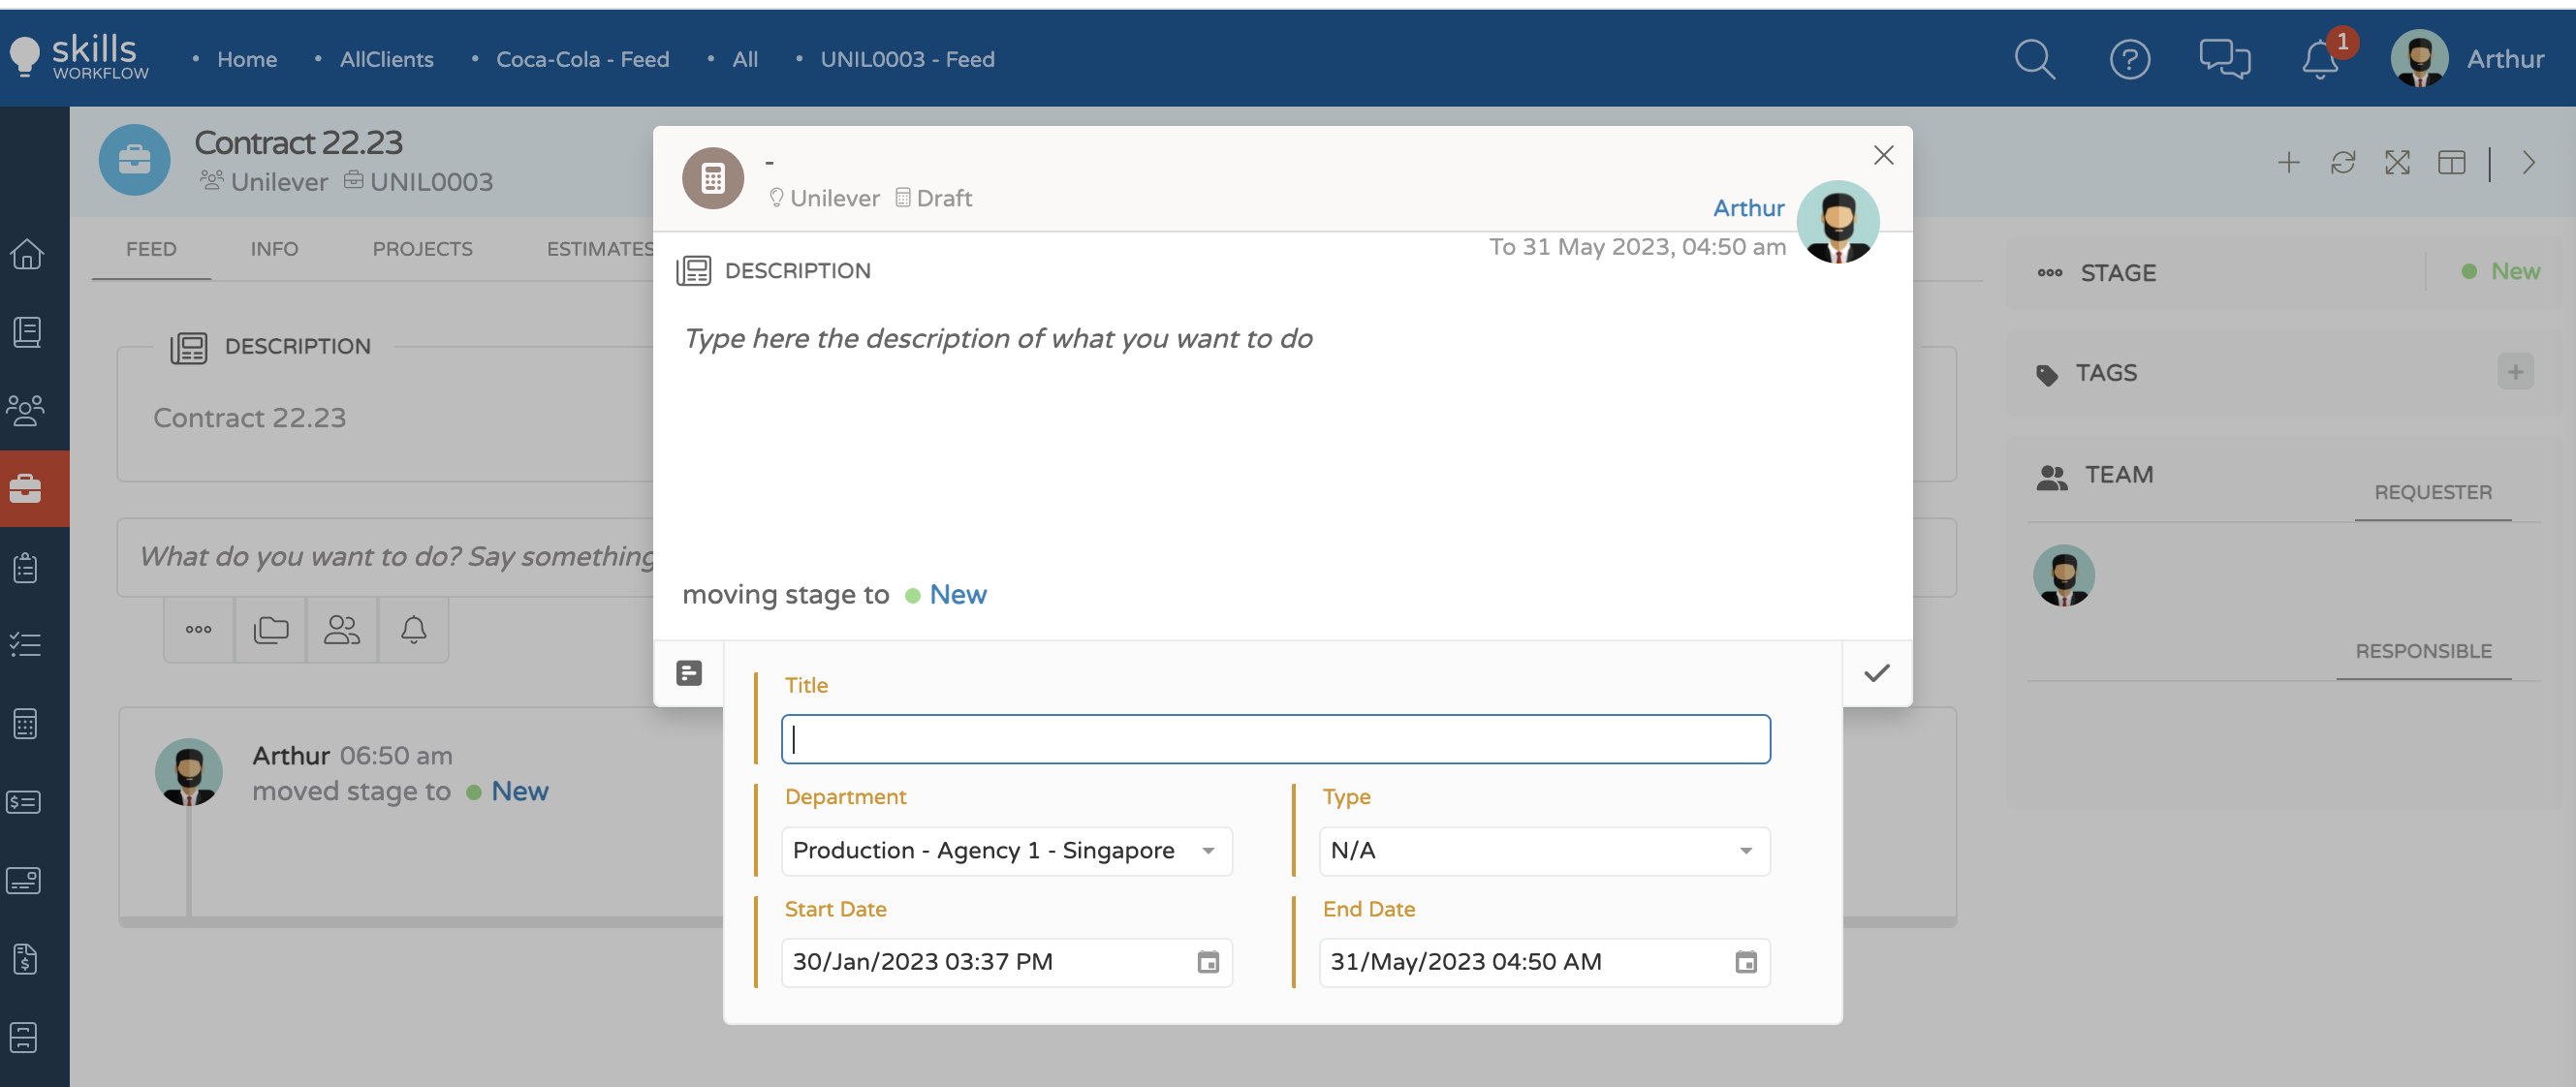 skills
WORKFLOW
• Home • AllClients • Coca-Cola - Feed • All • UNIL0003 - Feed
1
Arthur
Contract 22.23
Unilever UNIL0003
FEED INFO PROJECTS ESTIMATES
DESCRIPTION
Contract 22.23
What do you want to do? Say something
Arthur 06:50 am
moved stage to New
-
Unilever Draft
Arthur
To 31 May 2023, 04:50 am
DESCRIPTION
Type here the description of what you want to do
moving stage to New
Title
Department
Production - Agency 1 - Singapore
Type
N/A
Start Date
30/Jan/2023 03:37 PM
End Date
31/May/2023 04:50 AM
STAGE New
TAGS
TEAM
REQUESTER
RESPONSIBLE